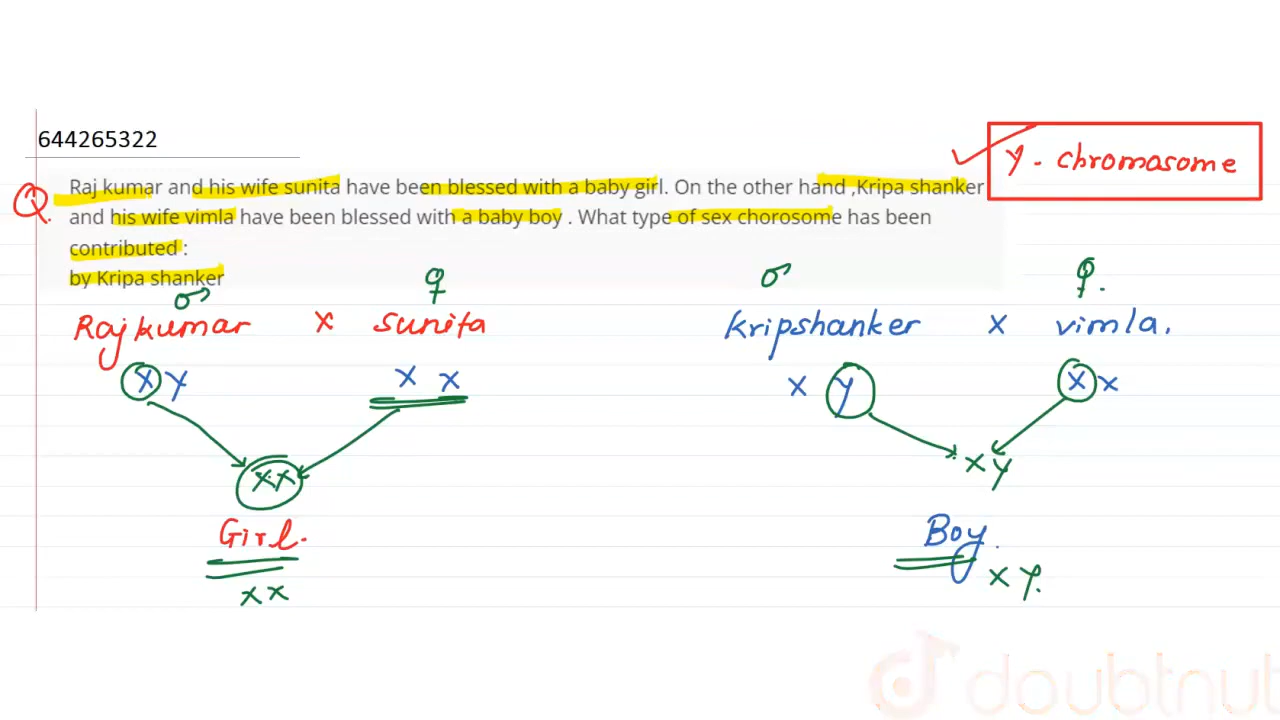 644265322
Y - chromasome
Q. Raj kumar and his wife sunita have been blessed with a baby girl. On the other hand ,Kripa shanker
and his wife vimla have been blessed with a baby boy . What type of sex chorosome has been
contributed :
by Kripa shanker
♂ ♀ ♂ ♀.
Rajkumar x sunita kripshanker x vimla.
X Y X X X Y X x
XX XY
Girl. Boy.
XX XY.
doubtnut